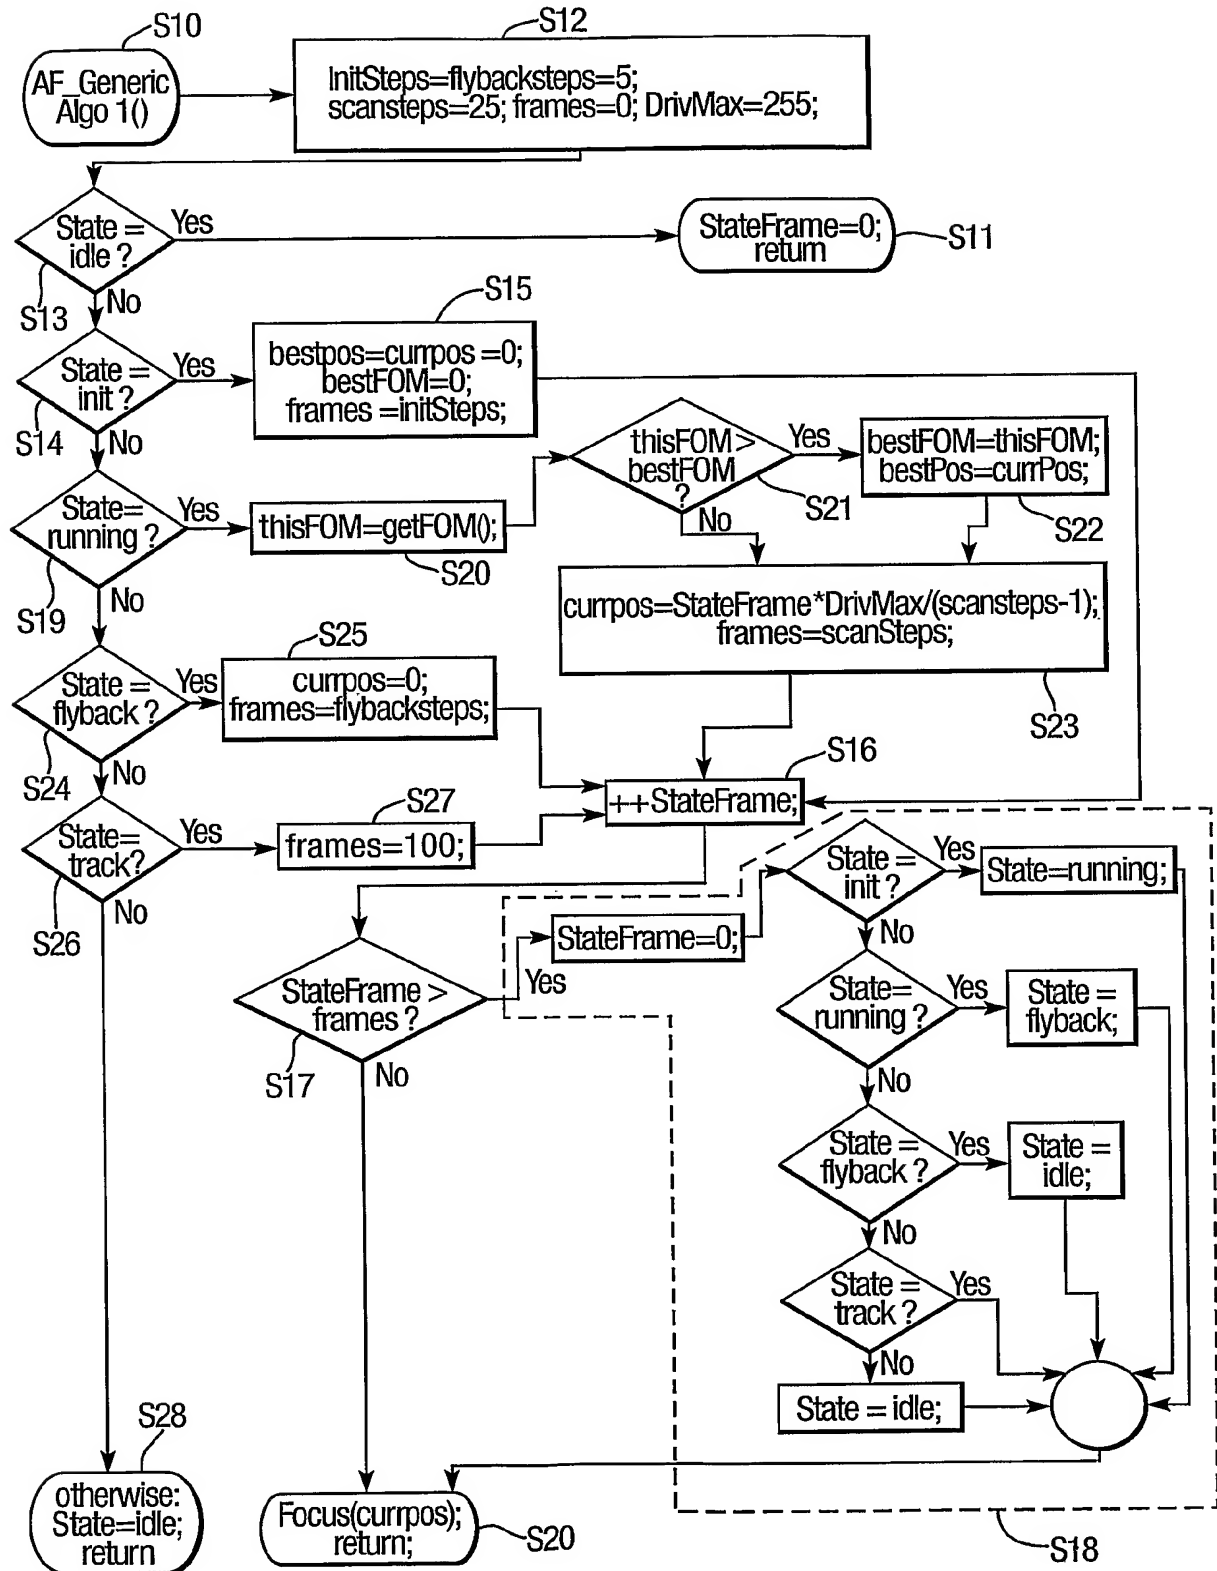 S10
AF_Generic
Algo 1()
S12
InitSteps=flybacksteps=5;
scansteps=25; frames=0; DrivMax=255;
State =
idle ?
Yes
No
S13
StateFrame=0;
return
S11
State =
init ?
Yes
No
S14
S15
bestpos=currpos =0;
bestFOM=0;
frames =initSteps;
State=
running ?
Yes
No
S19
thisFOM=getFOM();
S20
thisFOM >
bestFOM
?
Yes
No
S21
bestFOM=thisFOM;
bestPos=currPos;
S22
currpos=StateFrame*DrivMax/(scansteps-1);
frames=scanSteps;
S23
State =
flyback ?
Yes
No
S24
S25
currpos=0;
frames=flybacksteps;
S16
++StateFrame;
State=
track?
Yes
No
S26
S27
frames=100;
StateFrame >
frames ?
Yes
No
S17
StateFrame=0;
State =
init ?
Yes
No
State=running;
State=
running ?
Yes
No
State =
flyback;
State =
flyback ?
Yes
No
State =
idle;
State =
track ?
Yes
No
State = idle;
S18
S28
otherwise:
State=idle;
return
Focus(currpos);
return;
S20